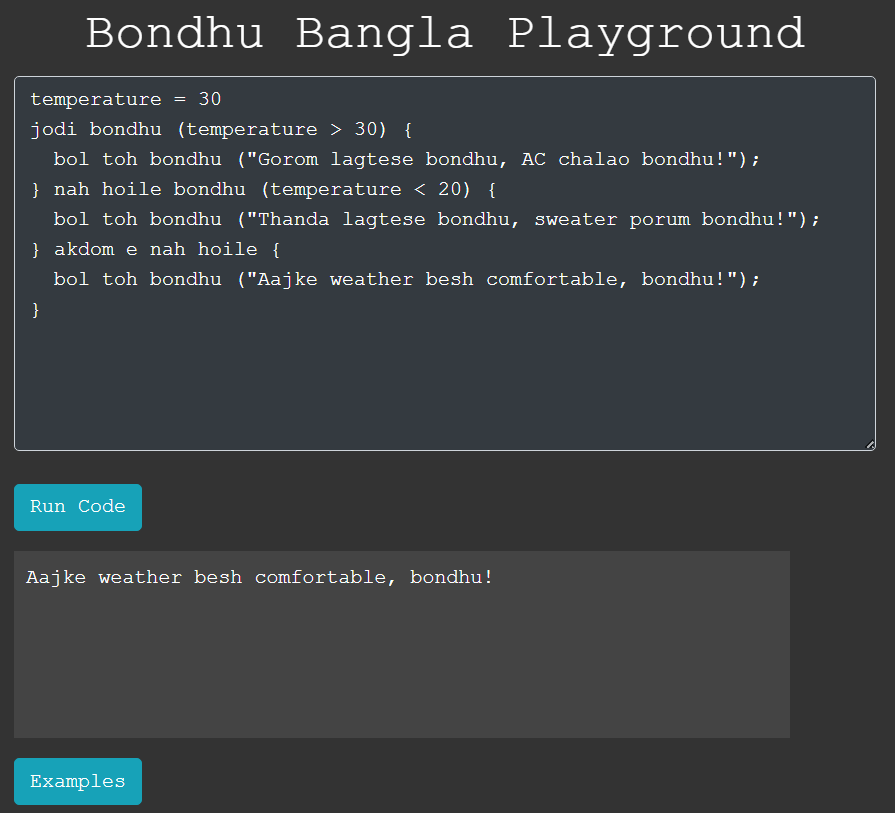 Bondhu Bangla Playground
temperature = 30
jodi bondhu (temperature > 30) {
  bol toh bondhu ("Gorom lagtese bondhu, AC chalao bondhu!");
} nah hoile bondhu (temperature < 20) {
  bol toh bondhu ("Thanda lagtese bondhu, sweater porum bondhu!");
} akdom e nah hoile {
  bol toh bondhu ("Aajke weather besh comfortable, bondhu!");
}
Run Code
Aajke weather besh comfortable, bondhu!
Examples